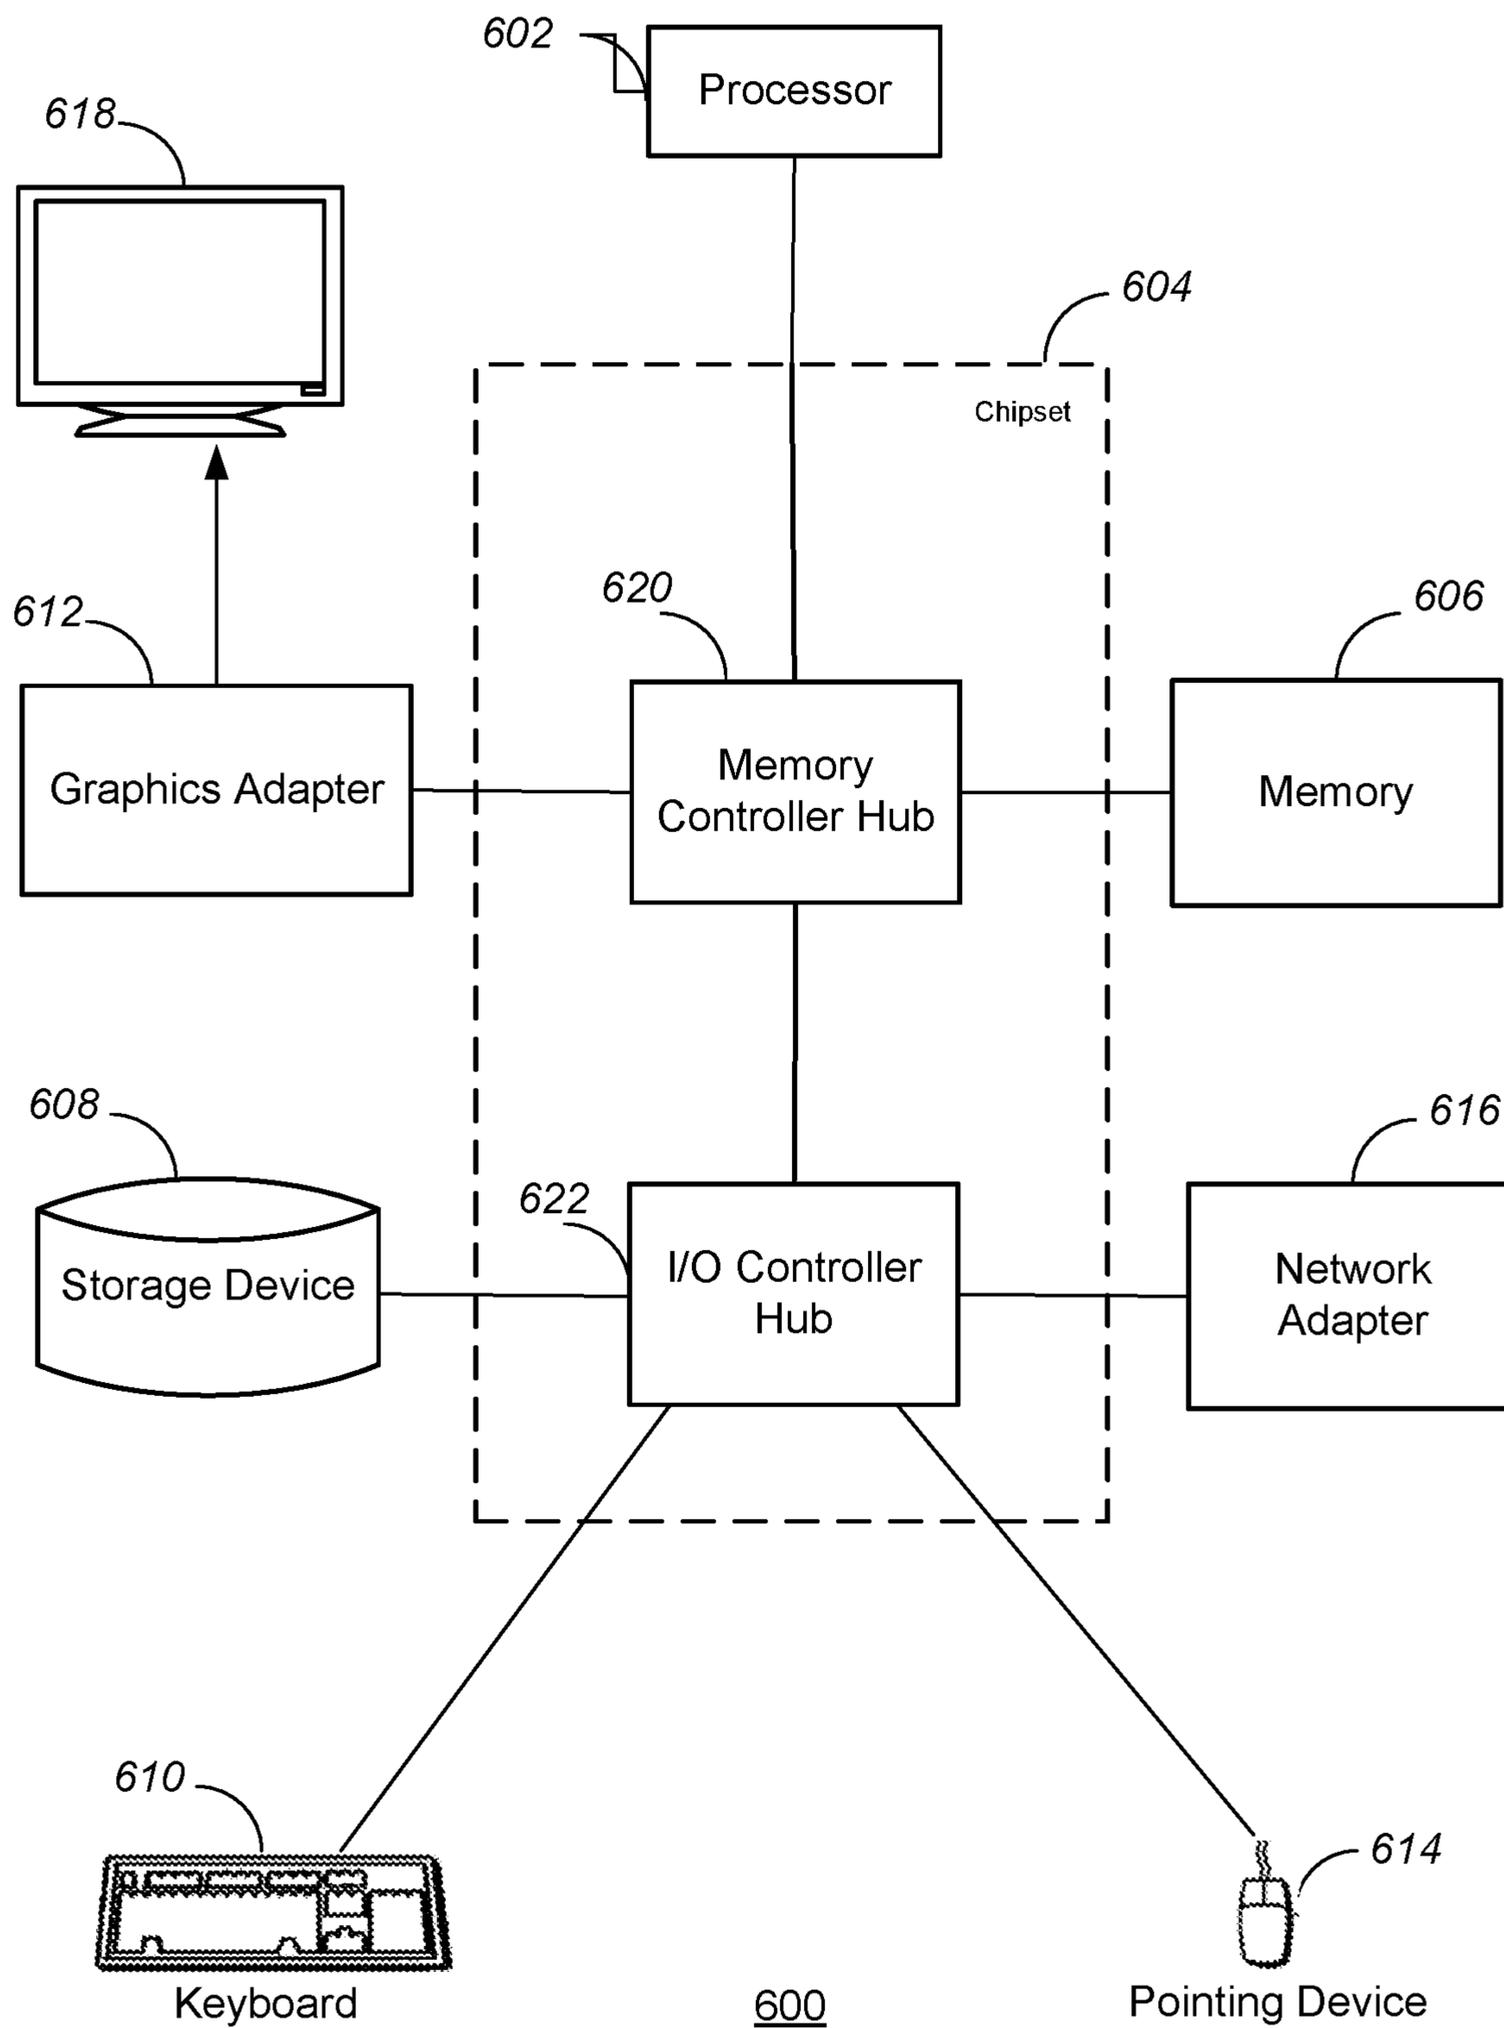 602
Processor
618
604
Chipset
620
606
612
Memory
Controller Hub
Graphics Adapter
Memory
608
616
622
I/O Controller
Hub
Storage Device
Network
Adapter
610
614
Keyboard
600
Pointing Device